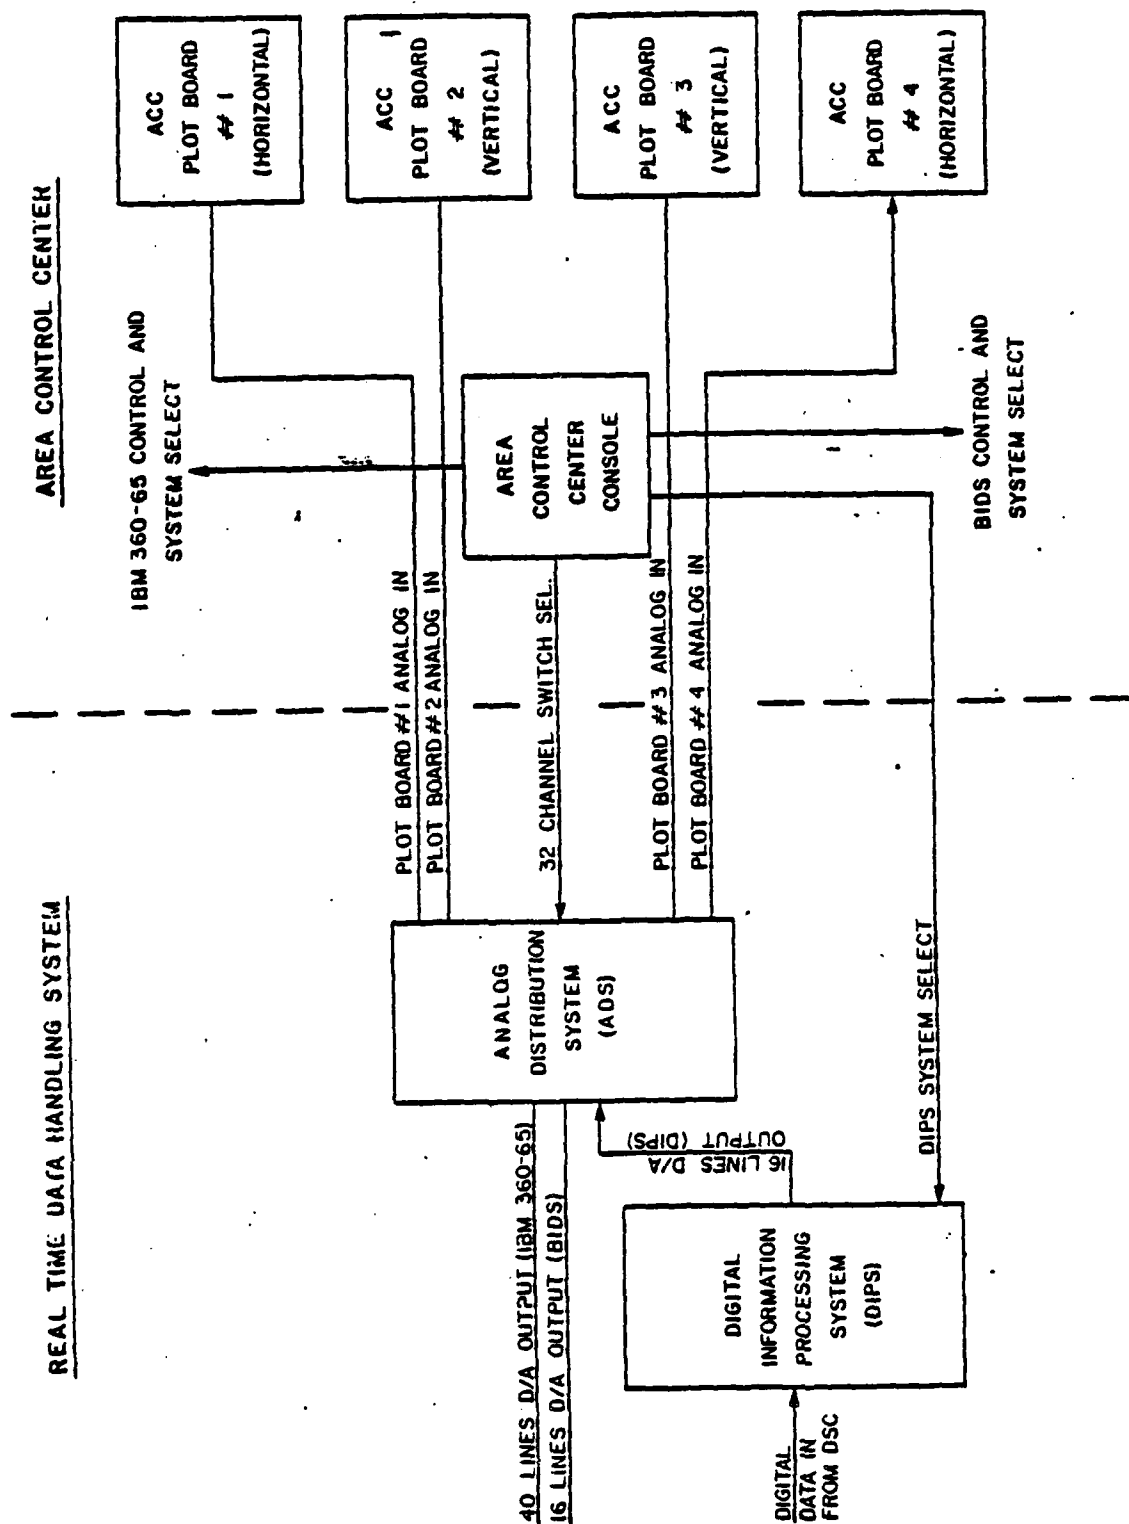 REAL TIME DATA HANDLING SYSTEM
AREA CONTROL CENTER
40 LINES D/A OUTPUT (IBM 360-65)
16 LINES D/A OUTPUT (BIDS)
DIGITAL
DATA IN
FROM DSC
DIGITAL
INFORMATION
PROCESSING
SYSTEM
(DIPS)
16 LINES D/A
OUTPUT (DIPS)
ANALOG
DISTRIBUTION
SYSTEM
(ADS)
DIPS SYSTEM SELECT
PLOT BOARD #1 ANALOG IN
PLOT BOARD #2 ANALOG IN
32 CHANNEL SWITCH SEL.
PLOT BOARD #3 ANALOG IN
PLOT BOARD #4 ANALOG IN
IBM 360-65 CONTROL AND
SYSTEM SELECT
AREA
CONTROL
CENTER
CONSOLE
BIDS CONTROL AND
SYSTEM SELECT
ACC
PLOT BOARD
#1
(HORIZONTAL)
ACC
PLOT BOARD
#2
(VERTICAL)
ACC
PLOT BOARD
#3
(VERTICAL)
ACC
PLOT BOARD
#4
(HORIZONTAL)